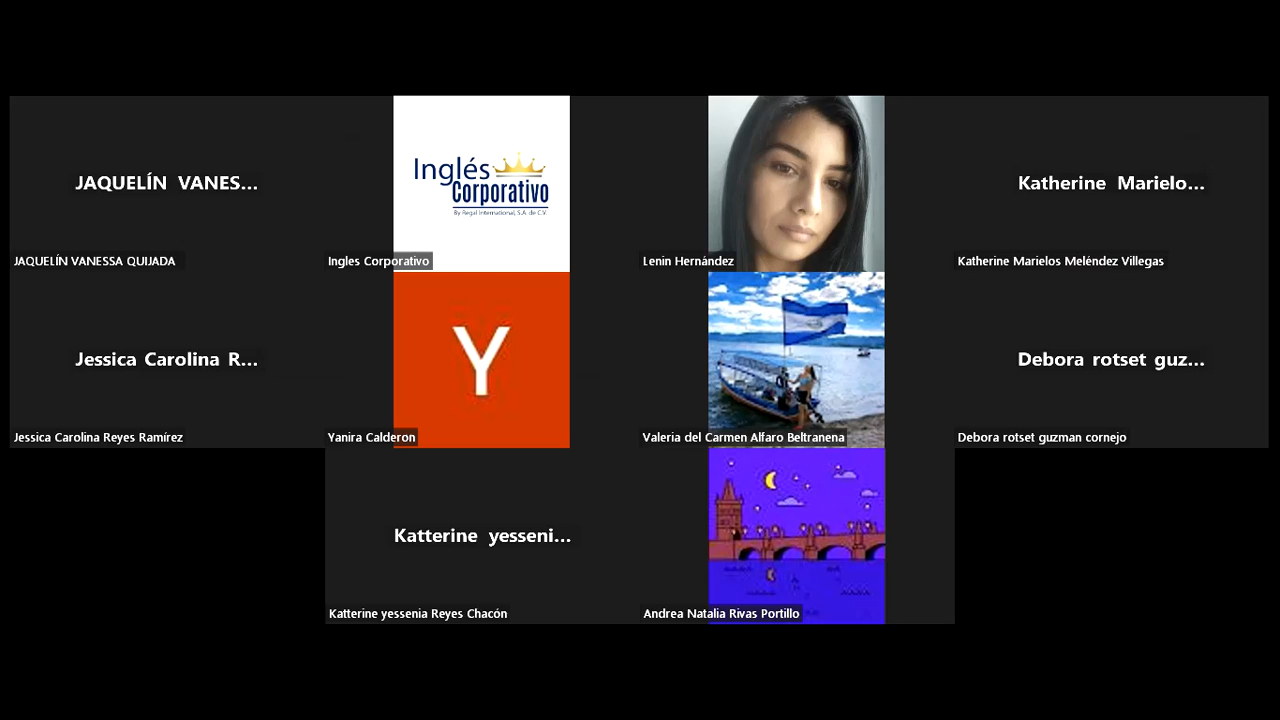 JAQUELÍN VANES...
JAQUELÍN VANESSA QUIJADA
Inglés
Corporativo
By Regal International, S.A. de C.V.
Ingles Corporativo
Lenin Hernández
Katherine Marielo...
Katherine Marielos Meléndez Villegas
Jessica Carolina R...
Jessica Carolina Reyes Ramírez
Y
Yanira Calderon
Valeria del Carmen Alfaro Beltranena
Debora rotset guz...
Debora rotset guzman cornejo
Katterine yesseni...
Katterine yessenia Reyes Chacón
Andrea Natalia Rivas Portillo